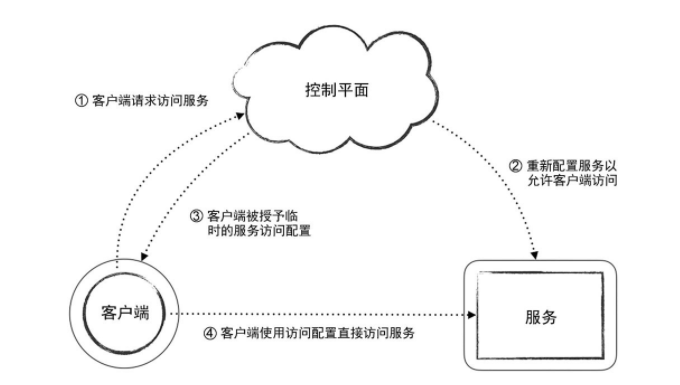 控制平面
① 客户端请求访问服务
② 重新配置服务以
允许客户端访问
③ 客户端被授予临
时的服务访问配置
客户端
服务
④ 客户端使用访问配置直接访问服务